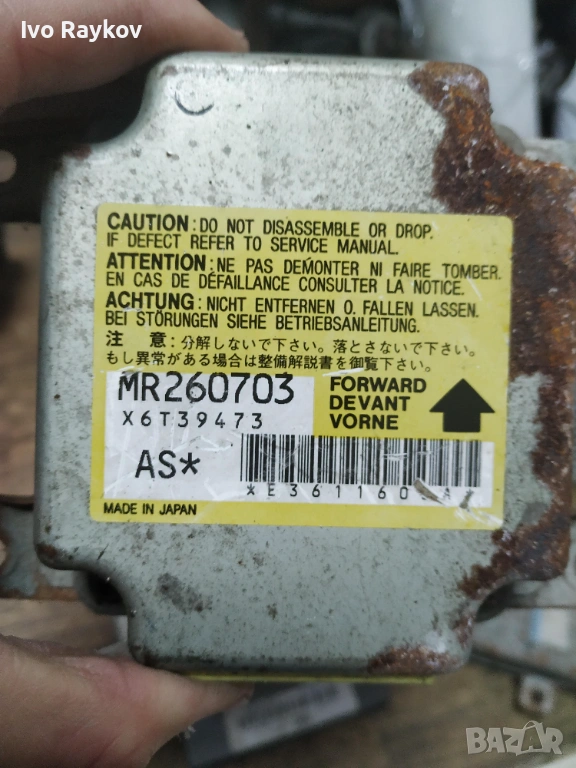 Ivo Raykov
CAUTION : DO NOT DISASSEMBLE OR DROP.
IF DEFECT REFER TO SERVICE MANUAL.
ATTENTION : NE PAS DEMONTER NI FAIRE TOMBER.
EN CAS DE DÉFAILLANCE CONSULTER LA NOTICE.
ACHTUNG : NICHT ENTFERNEN O. FALLEN LASSEN.
BEI STÖRUNGEN SIEHE BETRIEBSANLEITUNG.
注 意 : 分解しないで下さい。落とさないで下さい。
もし異常がある場合は整備解説書を御覧下さい。
MR260703
X6T39473
FORWARD
DEVANT
VORNE
AS*
MADE IN JAPAN
BAZAR